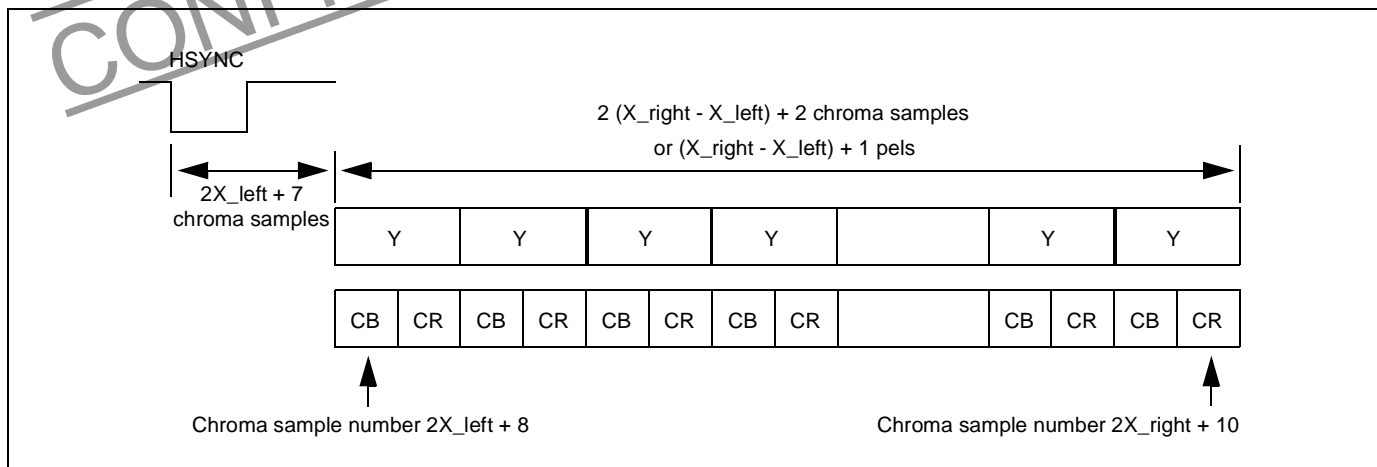 HSYNC
2 (X_right - X_left) + 2 chroma samples
or (X_right - X_left) + 1 pels
2X_left + 7
chroma samples
Y Y Y Y Y Y
CB CR CB CR CB CR CB CR CB CR CB CR
Chroma sample number 2X_left + 8
Chroma sample number 2X_right + 10